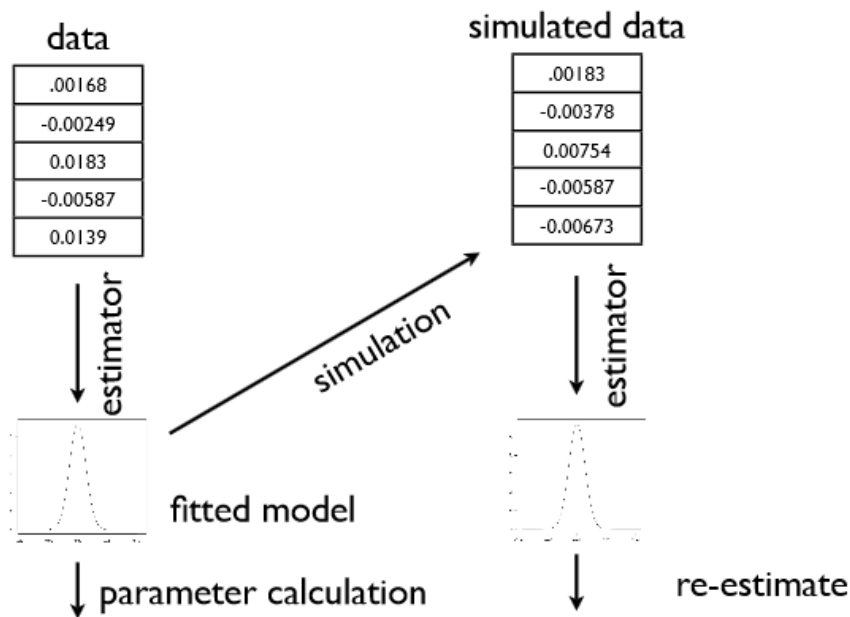 data
.00168
-0.00249
0.0183
-0.00587
0.0139
estimator
fitted model
parameter calculation
simulation
simulated data
.00183
-0.00378
0.00754
-0.00587
-0.00673
estimator
re-estimate